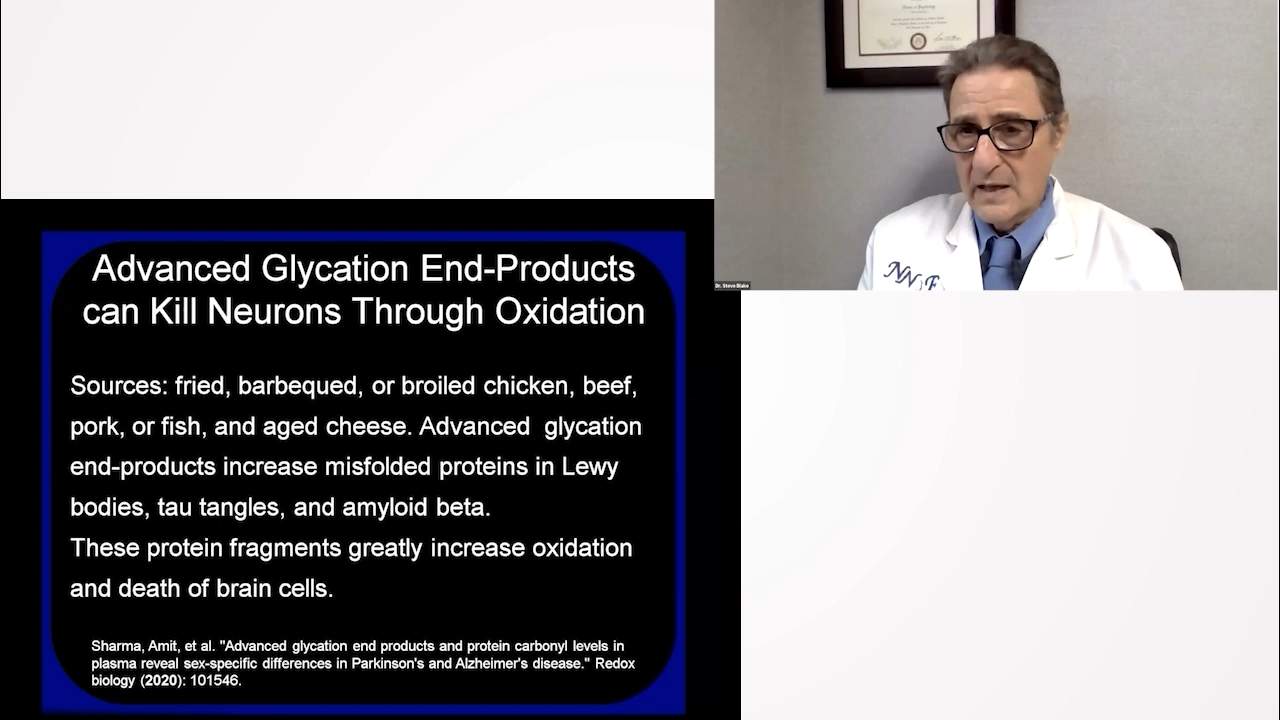 Advanced Glycation End-Products
can Kill Neurons Through Oxidation
Sources: fried, barbequed, or broiled chicken, beef,
pork, or fish, and aged cheese. Advanced glycation
end-products increase misfolded proteins in Lewy
bodies, tau tangles, and amyloid beta.
These protein fragments greatly increase oxidation
and death of brain cells.
Sharma, Amit, et al. "Advanced glycation end products and protein carbonyl levels in
plasma reveal sex-specific differences in Parkinson's and Alzheimer's disease." Redox
biology (2020): 101546.
Dr. Steve Blake